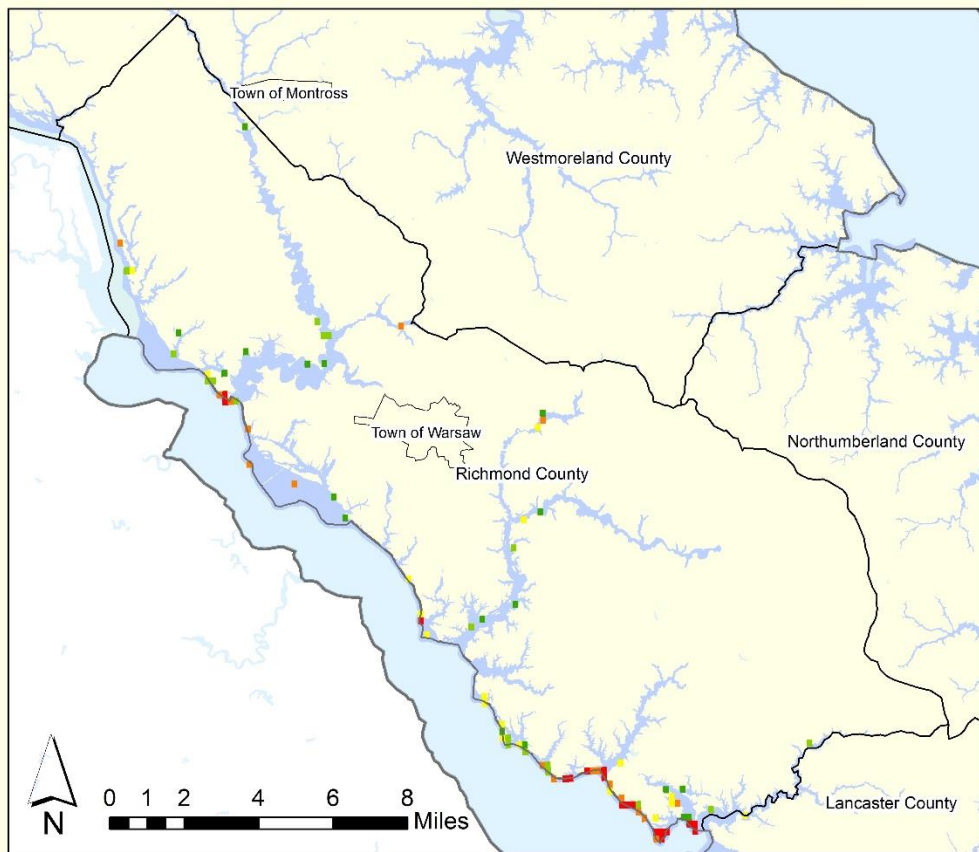 Town of Montross
Westmoreland County
Town of Warsaw
Northumberland County
Richmond County
Lancaster County
N
0 1 2 4 6 8
Miles